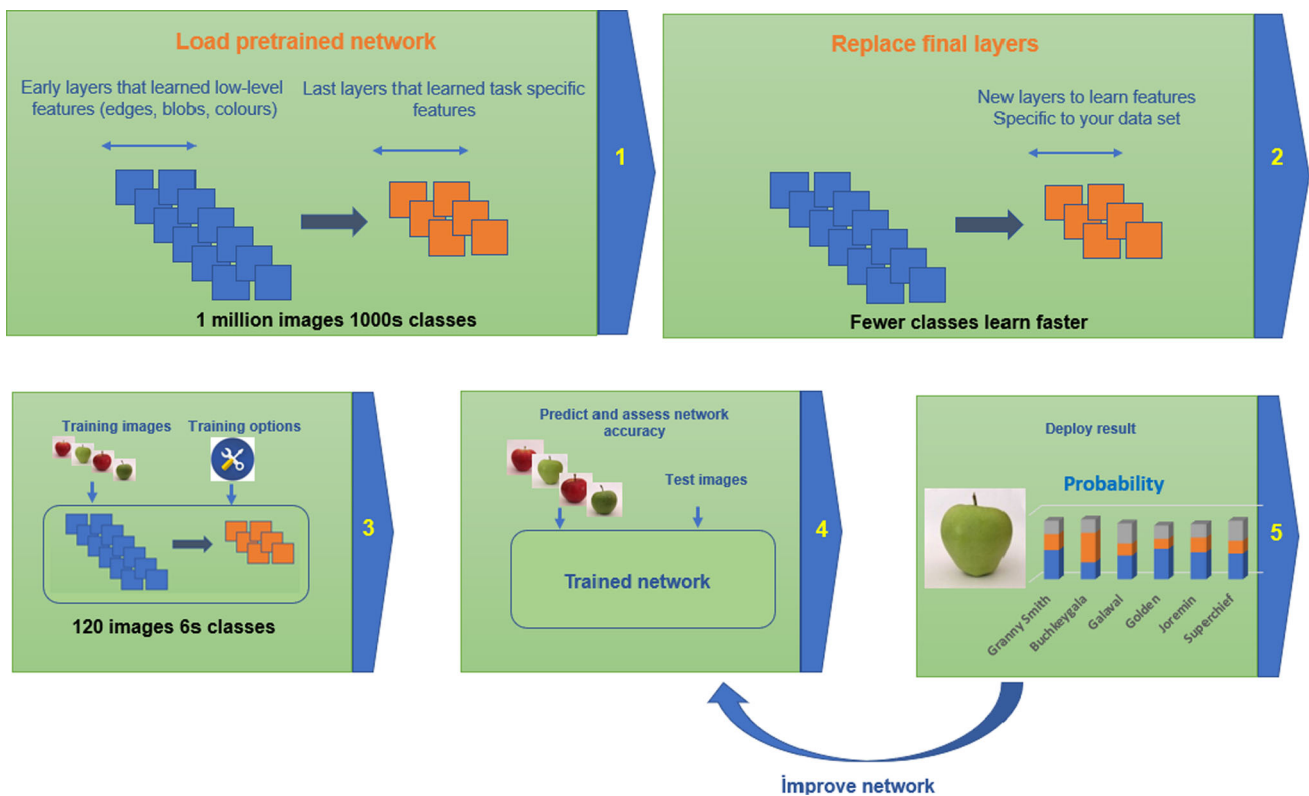 Load pretrained network
Early layers that learned low-level
features (edges, blobs, colours)
Last layers that learned task specific
features
1 million images 1000s classes
1
Replace final layers
New layers to learn features
Specific to your data set
Fewer classes learn faster
2
Training images
Training options
120 images 6s classes
3
Predict and assess network
accuracy
Test images
Trained network
4
Deploy result
Probability
Granny Smith
Buchkeygala
Galaval
Golden
Joremin
Superchief
5
İmprove network